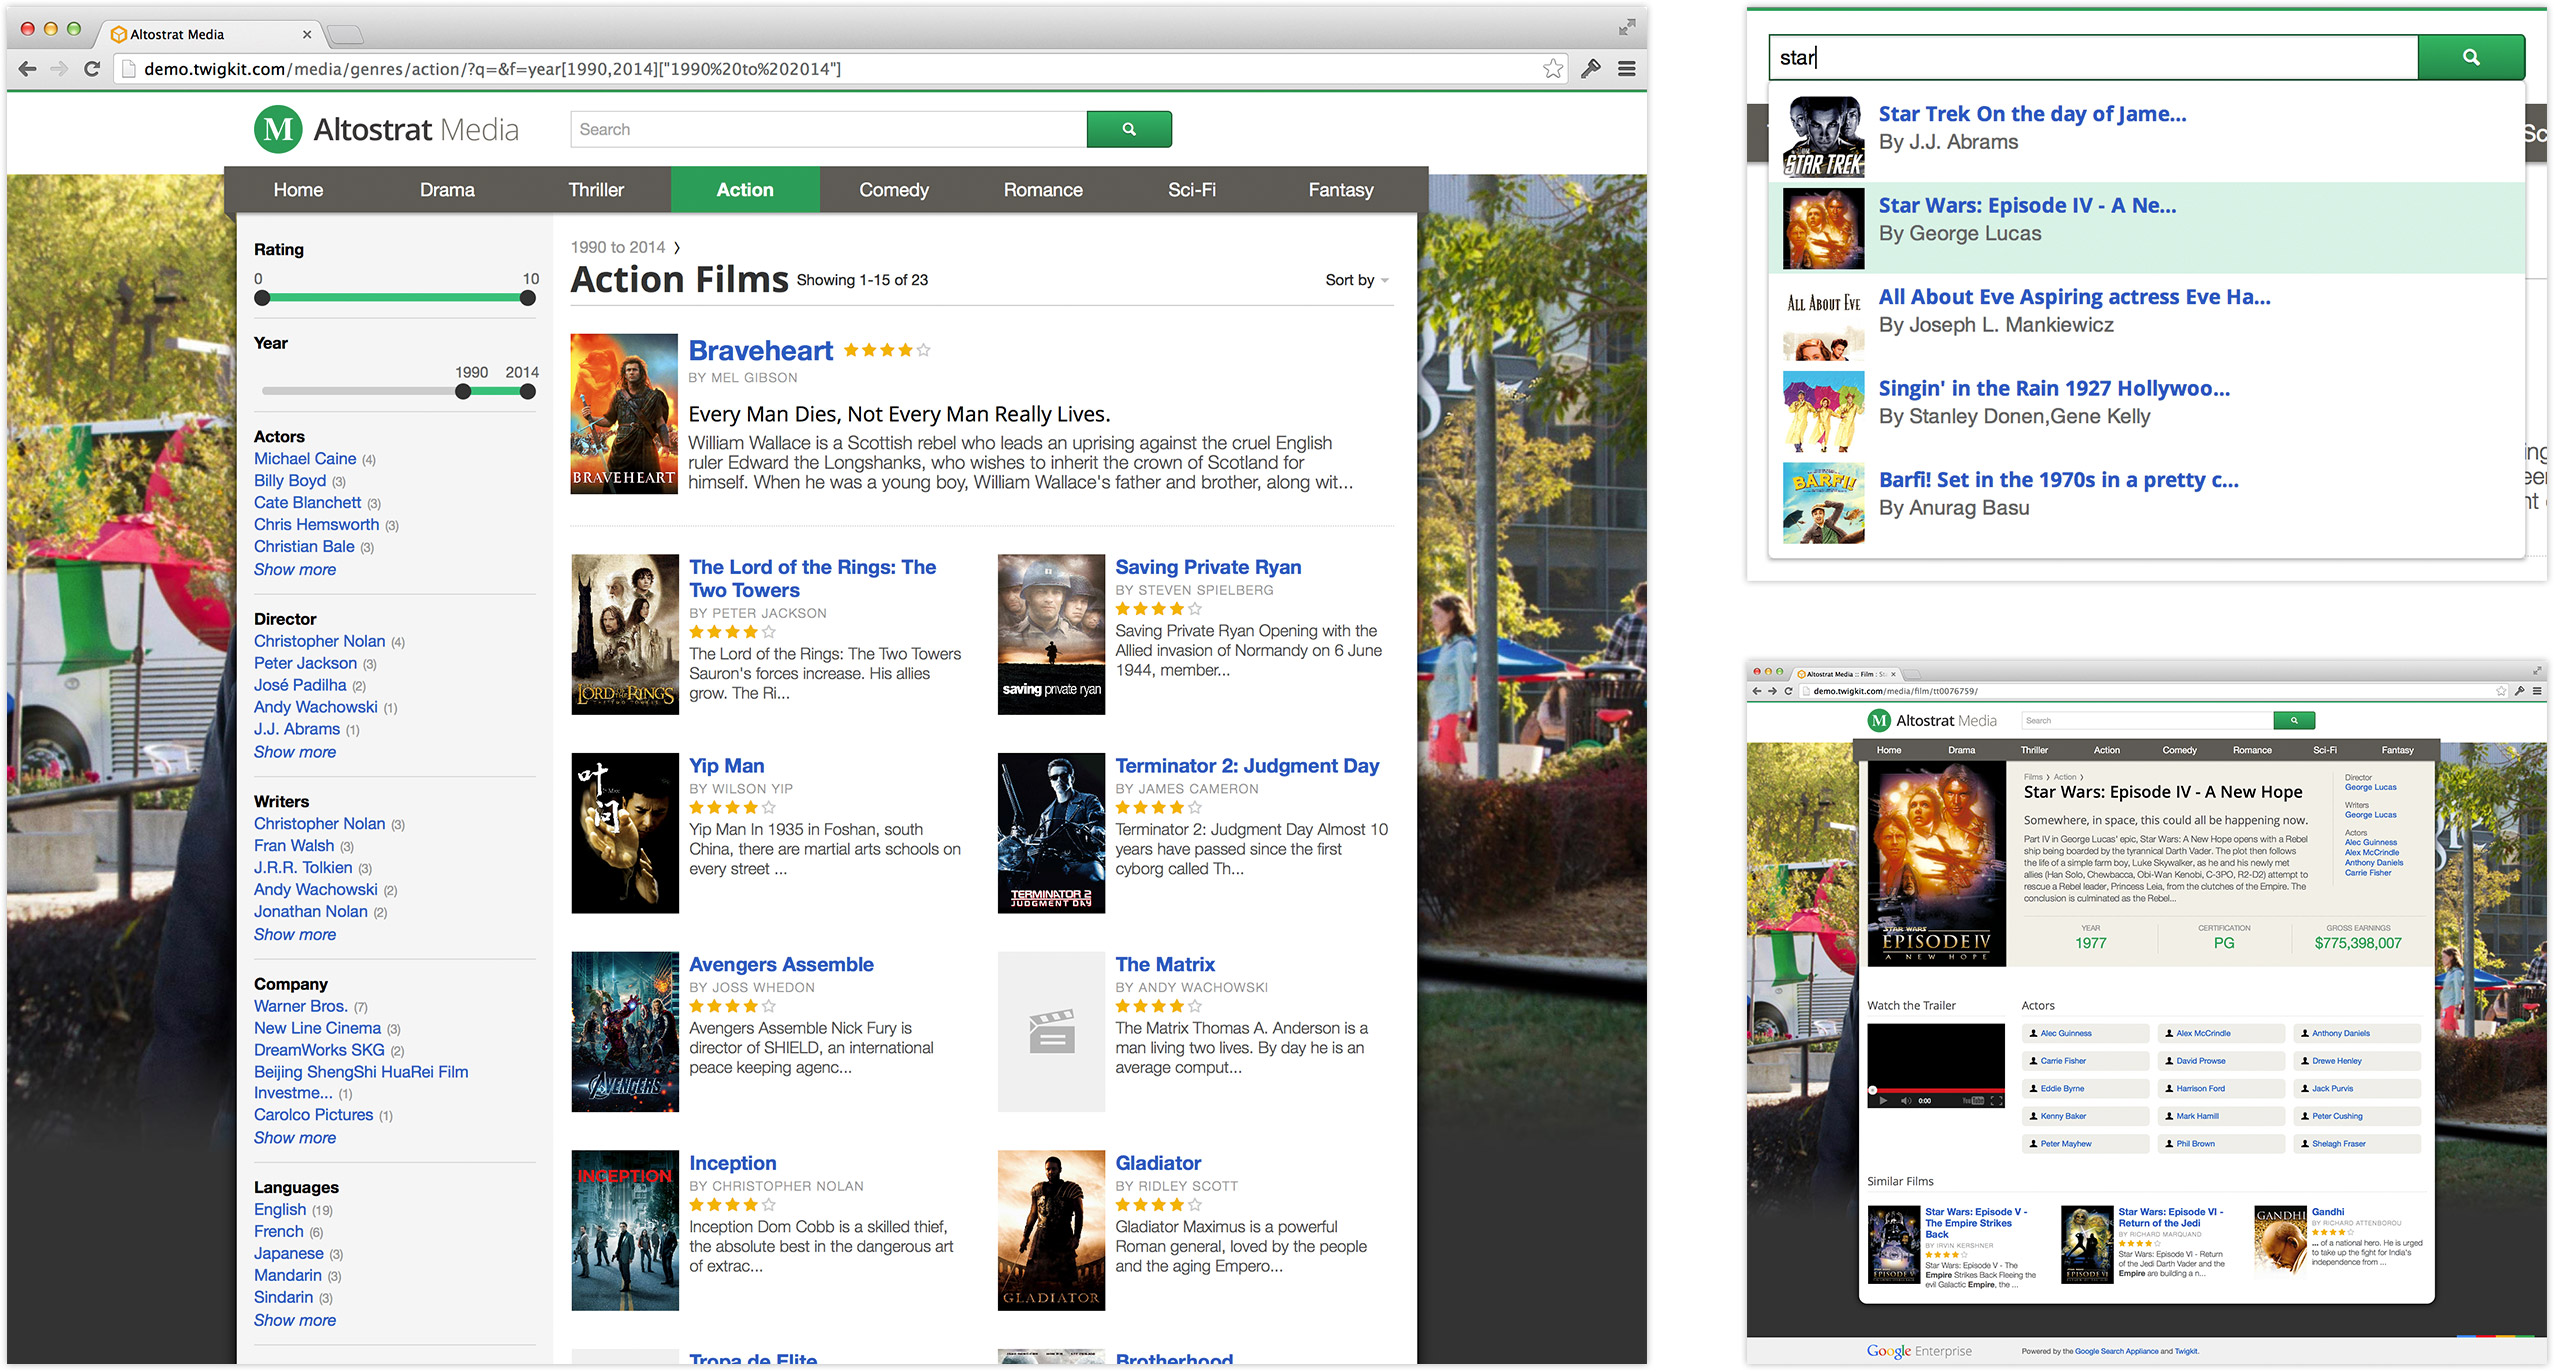 Altostrat Media
demo.twigkit.com/media/genres/action/?q=&f=year[1990,2014]["1990%20to%202014"]
M Altostrat Media
Search
Home Drama Thriller Action Comedy Romance Sci-Fi Fantasy
Rating
0 10
Year
1990 2014
Actors
Michael Caine (4)
Billy Boyd (3)
Cate Blanchett (3)
Chris Hemsworth (3)
Christian Bale (3)
Show more
Director
Christopher Nolan (4)
Peter Jackson (3)
José Padilha (2)
Andy Wachowski (1)
J.J. Abrams (1)
Show more
Writers
Christopher Nolan (3)
Fran Walsh (3)
J.R.R. Tolkien (3)
Andy Wachowski (2)
Jonathan Nolan (2)
Show more
Company
Warner Bros. (7)
New Line Cinema (3)
DreamWorks SKG (2)
Beijing ShengShi HuaRei Film
Investme... (1)
Carolco Pictures (1)
Show more
Languages
English (19)
French (6)
Japanese (3)
Mandarin (3)
Sindarin (3)
Show more
1990 to 2014 ❯
Action Films Showing 1-15 of 23
Sort by
BRAVEHEART
Braveheart
BY MEL GIBSON
Every Man Dies, Not Every Man Really Lives.
William Wallace is a Scottish rebel who leads an uprising against the cruel English
ruler Edward the Longshanks, who wishes to inherit the crown of Scotland for
himself. When he was a young boy, William Wallace's father and brother, along wit...
THE LORD OF THE RINGS
The Lord of the Rings: The
Two Towers
BY PETER JACKSON
The Lord of the Rings: The Two Towers
Sauron's forces increase. His allies
grow. The Ri...
saving private ryan
Saving Private Ryan
BY STEVEN SPIELBERG
Saving Private Ryan Opening with the
Allied invasion of Normandy on 6 June
1944, member...
叶
问
Yip Man
BY WILSON YIP
Yip Man In 1935 in Foshan, south
China, there are martial arts schools on
every street ...
TERMINATOR 2
JUDGMENT DAY
Terminator 2: Judgment Day
BY JAMES CAMERON
Terminator 2: Judgment Day Almost 10
years have passed since the first
cyborg called Th...
AVENGERS
Avengers Assemble
BY JOSS WHEDON
Avengers Assemble Nick Fury is
director of SHIELD, an international
peace keeping agenc...
The Matrix
BY ANDY WACHOWSKI
The Matrix Thomas A. Anderson is a
man living two lives. By day he is an
average comput...
INCEPTION
Inception
BY CHRISTOPHER NOLAN
Inception Dom Cobb is a skilled thief,
the absolute best in the dangerous art
of extrac...
GLADIATOR
Gladiator
BY RIDLEY SCOTT
Gladiator Maximus is a powerful
Roman general, loved by the people
and the aging Empero...
Tropa de Elite
Brotherhood
star
STAR TREK
Star Trek On the day of Jame...
By J.J. Abrams
Star Wars: Episode IV - A Ne...
By George Lucas
ALL ABOUT EVE
All About Eve Aspiring actress Eve Ha...
By Joseph L. Mankiewicz
Singin' in the Rain 1927 Hollywoo...
By Stanley Donen,Gene Kelly
BARFI!
Barfi! Set in the 1970s in a pretty c...
By Anurag Basu
Altostrat Media :: Film : St
demo.twigkit.com/media/film/tt0076759/
M Altostrat Media
Search
Home Drama Thriller Action Comedy Romance Sci-Fi Fantasy
STAR WARS
EPISODE IV
A NEW HOPE
Films ❯ Action ❯
Star Wars: Episode IV - A New Hope
Somewhere, in space, this could all be happening now.
Part IV in George Lucas' epic, Star Wars: A New Hope opens with a Rebel
ship being boarded by the tyrannical Darth Vader. The plot then follows
the life of a simple farm boy, Luke Skywalker, as he and his newly met
allies (Han Solo, Chewbacca, Obi-Wan Kenobi, C-3PO, R2-D2) attempt to
rescue a Rebel leader, Princess Leia, from the clutches of the Empire. The
conclusion is culminated as the Rebel...
Director
George Lucas
Writers
George Lucas
Actors
Alec Guinness
Alex McCrindle
Anthony Daniels
Carrie Fisher
YEAR CERTIFICATION GROSS EARNINGS
1977 PG $775,398,007
Watch the Trailer
0:00
YouTube
Actors
Alec Guinness Alex McCrindle Anthony Daniels
Carrie Fisher David Prowse Drewe Henley
Eddie Byrne Harrison Ford Jack Purvis
Kenny Baker Mark Hamill Peter Cushing
Peter Mayhew Phil Brown Shelagh Fraser
Similar Films
Star Wars: Episode V -
The Empire Strikes
Back
BY IRVIN KERSHNER
Star Wars: Episode V - The
Empire Strikes Back Fleeing the
evil Galactic Empire, the ...
Star Wars: Episode VI -
Return of the Jedi
BY RICHARD MARQUAND
Star Wars: Episode VI - Return
of the Jedi Darth Vader and the
Empire are building a n...
GANDHI
Gandhi
BY RICHARD ATTENBOROU
... of a national hero. He is urged
to take up the fight for India's
independence from ...
Google Enterprise
Powered by the Google Search Appliance and Twigkit.